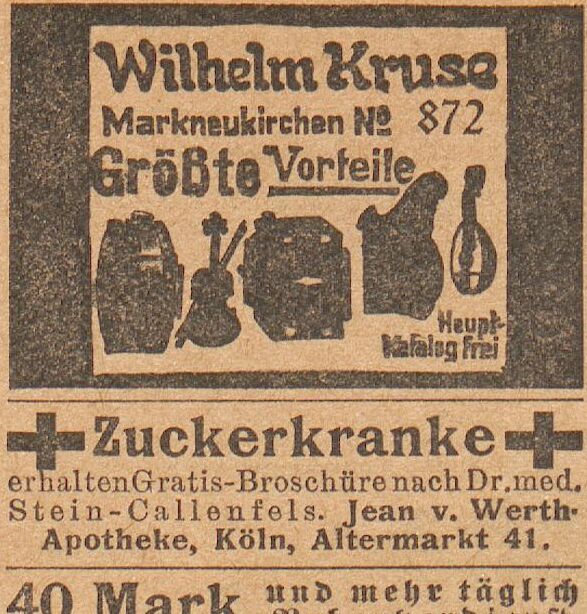 Wilhelm Kruse
Markneukirchen No 872
Größte Vorteile
Haupt-
Katalog frei
Zuckerkranke
erhalten Gratis-Broschüre nach Dr. med.
Stein-Callenfels. Jean v. Werth-
Apotheke, Köln, Altermarkt 41.
40 Mark und mehr täglich